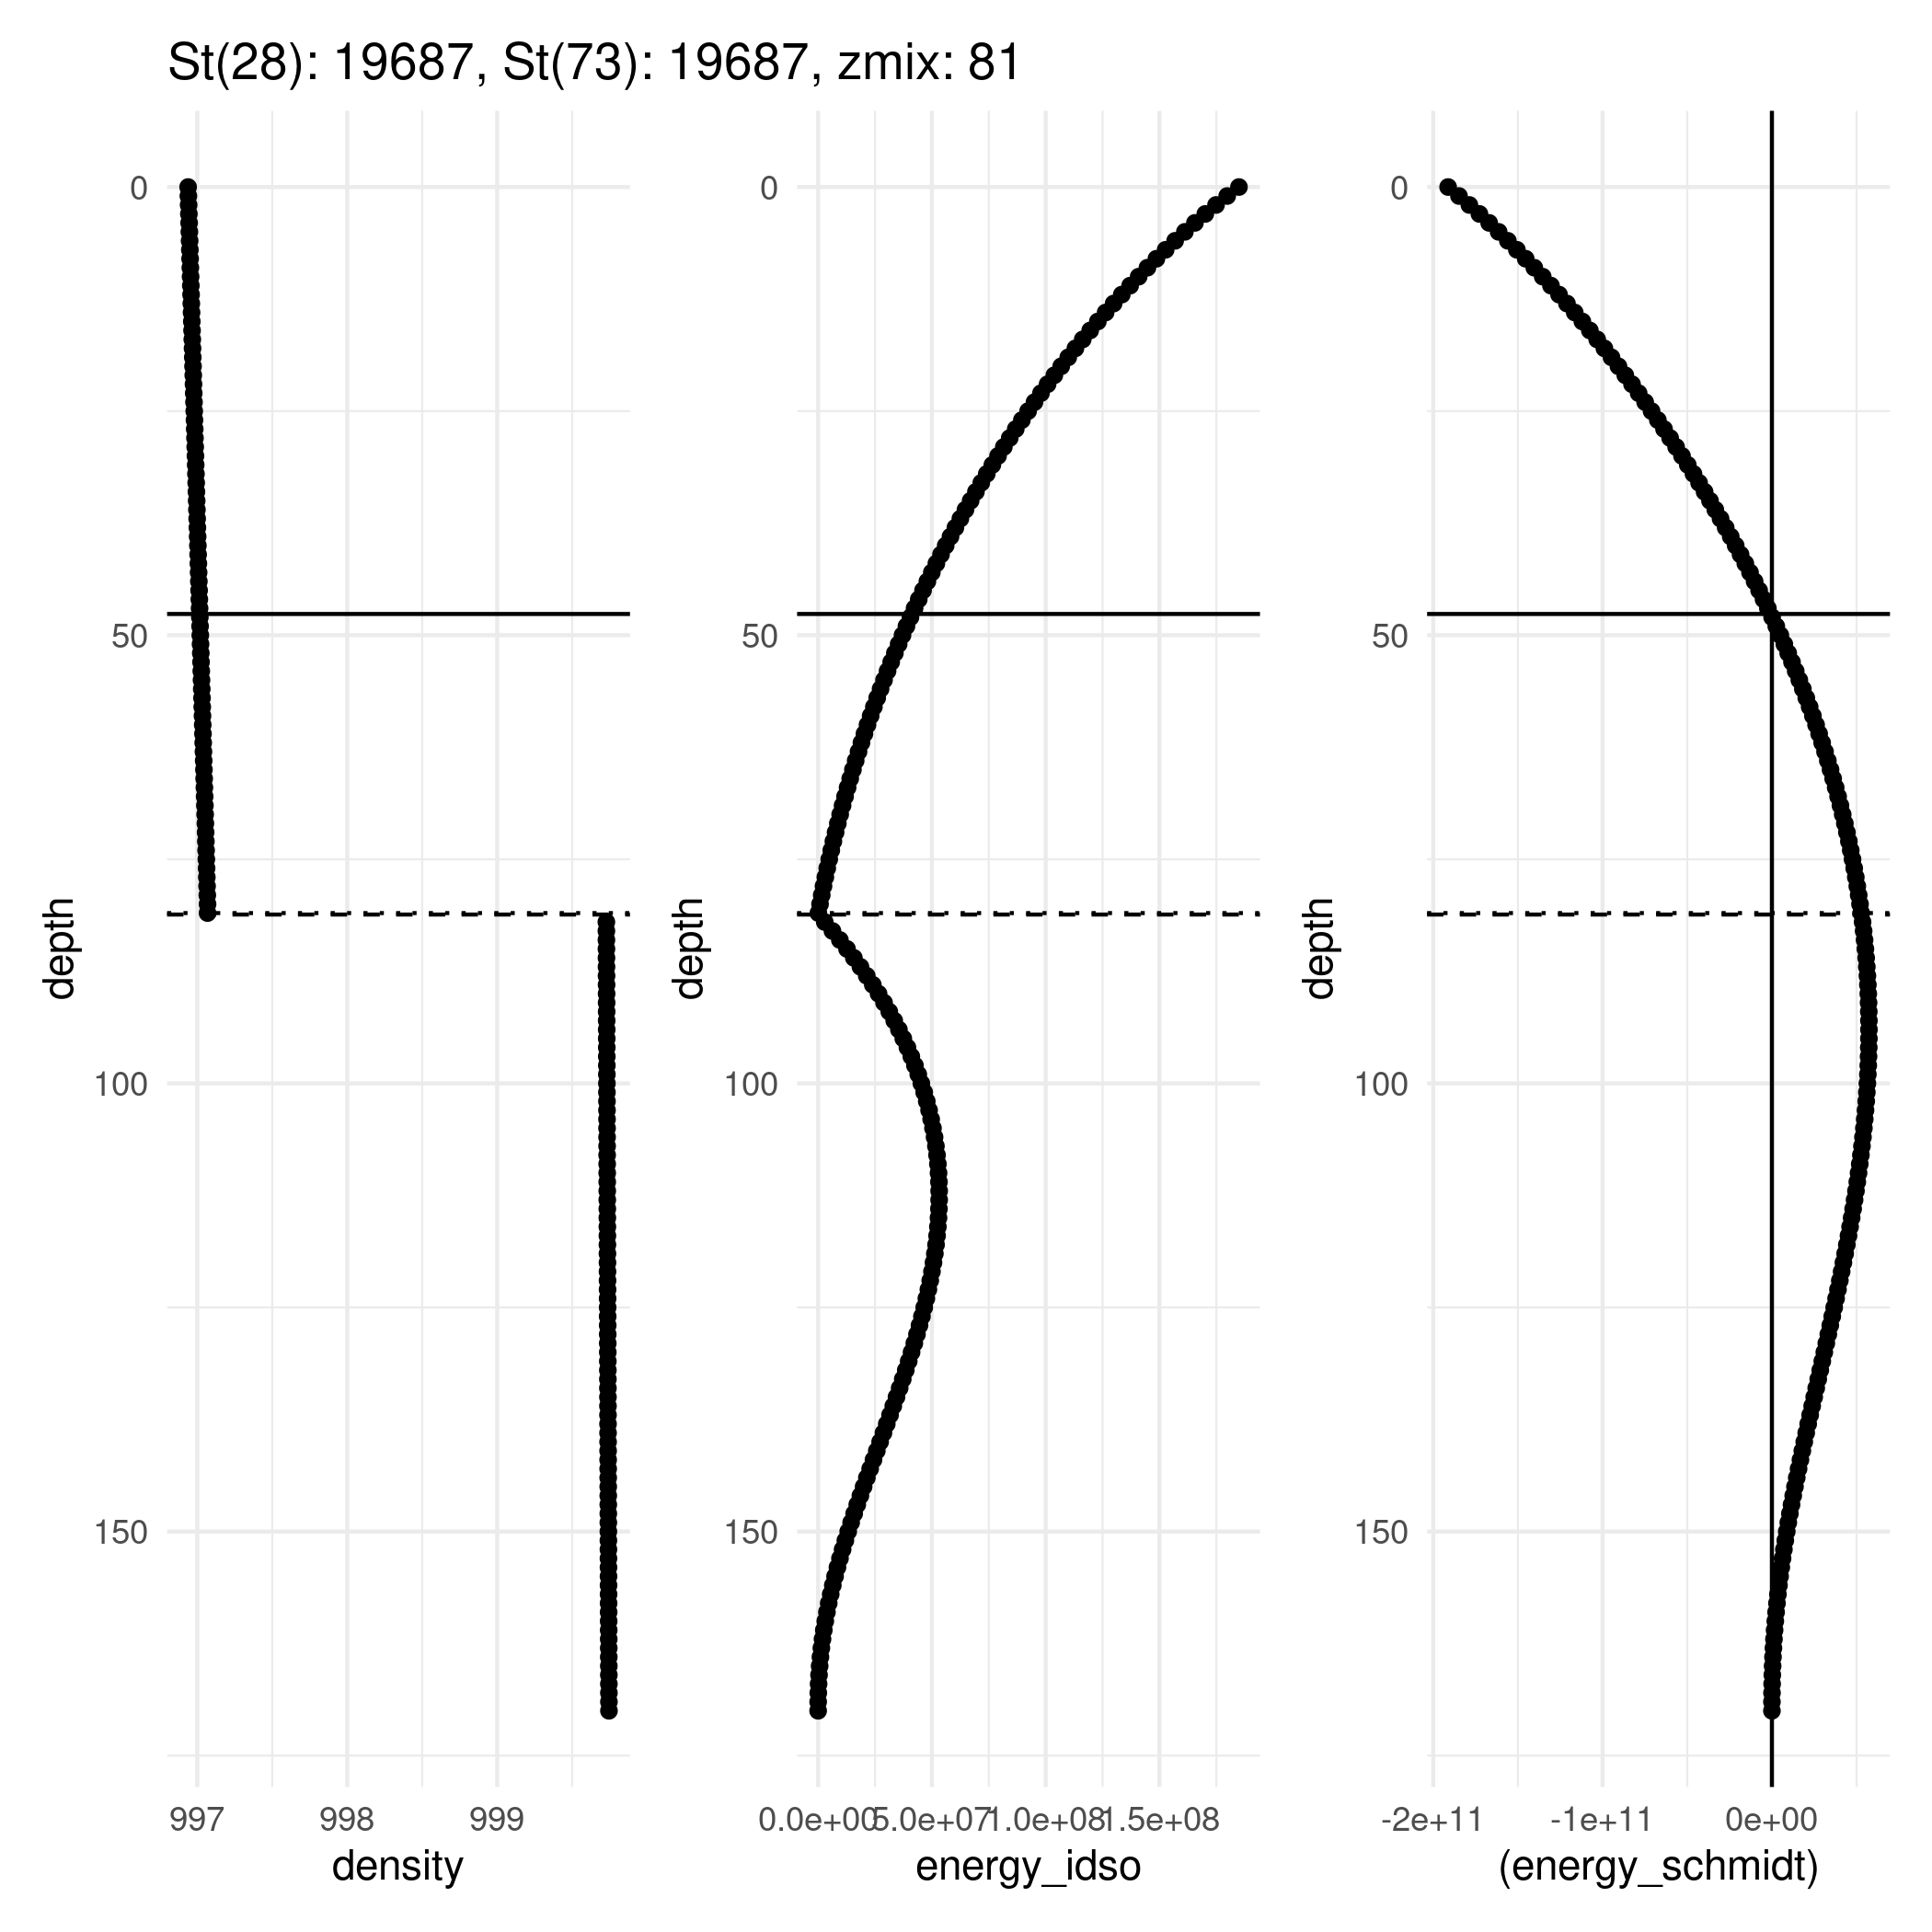 St(28): 19687, St(73): 19687, zmix: 81
0
50
100
150
depth
997
998
999
density
0
50
100
150
depth
0.0e+00
5.0e+07
1.0e+08
1.5e+08
energy_idso
0
50
100
150
depth
-2e+11
-1e+11
0e+00
(energy_schmidt)